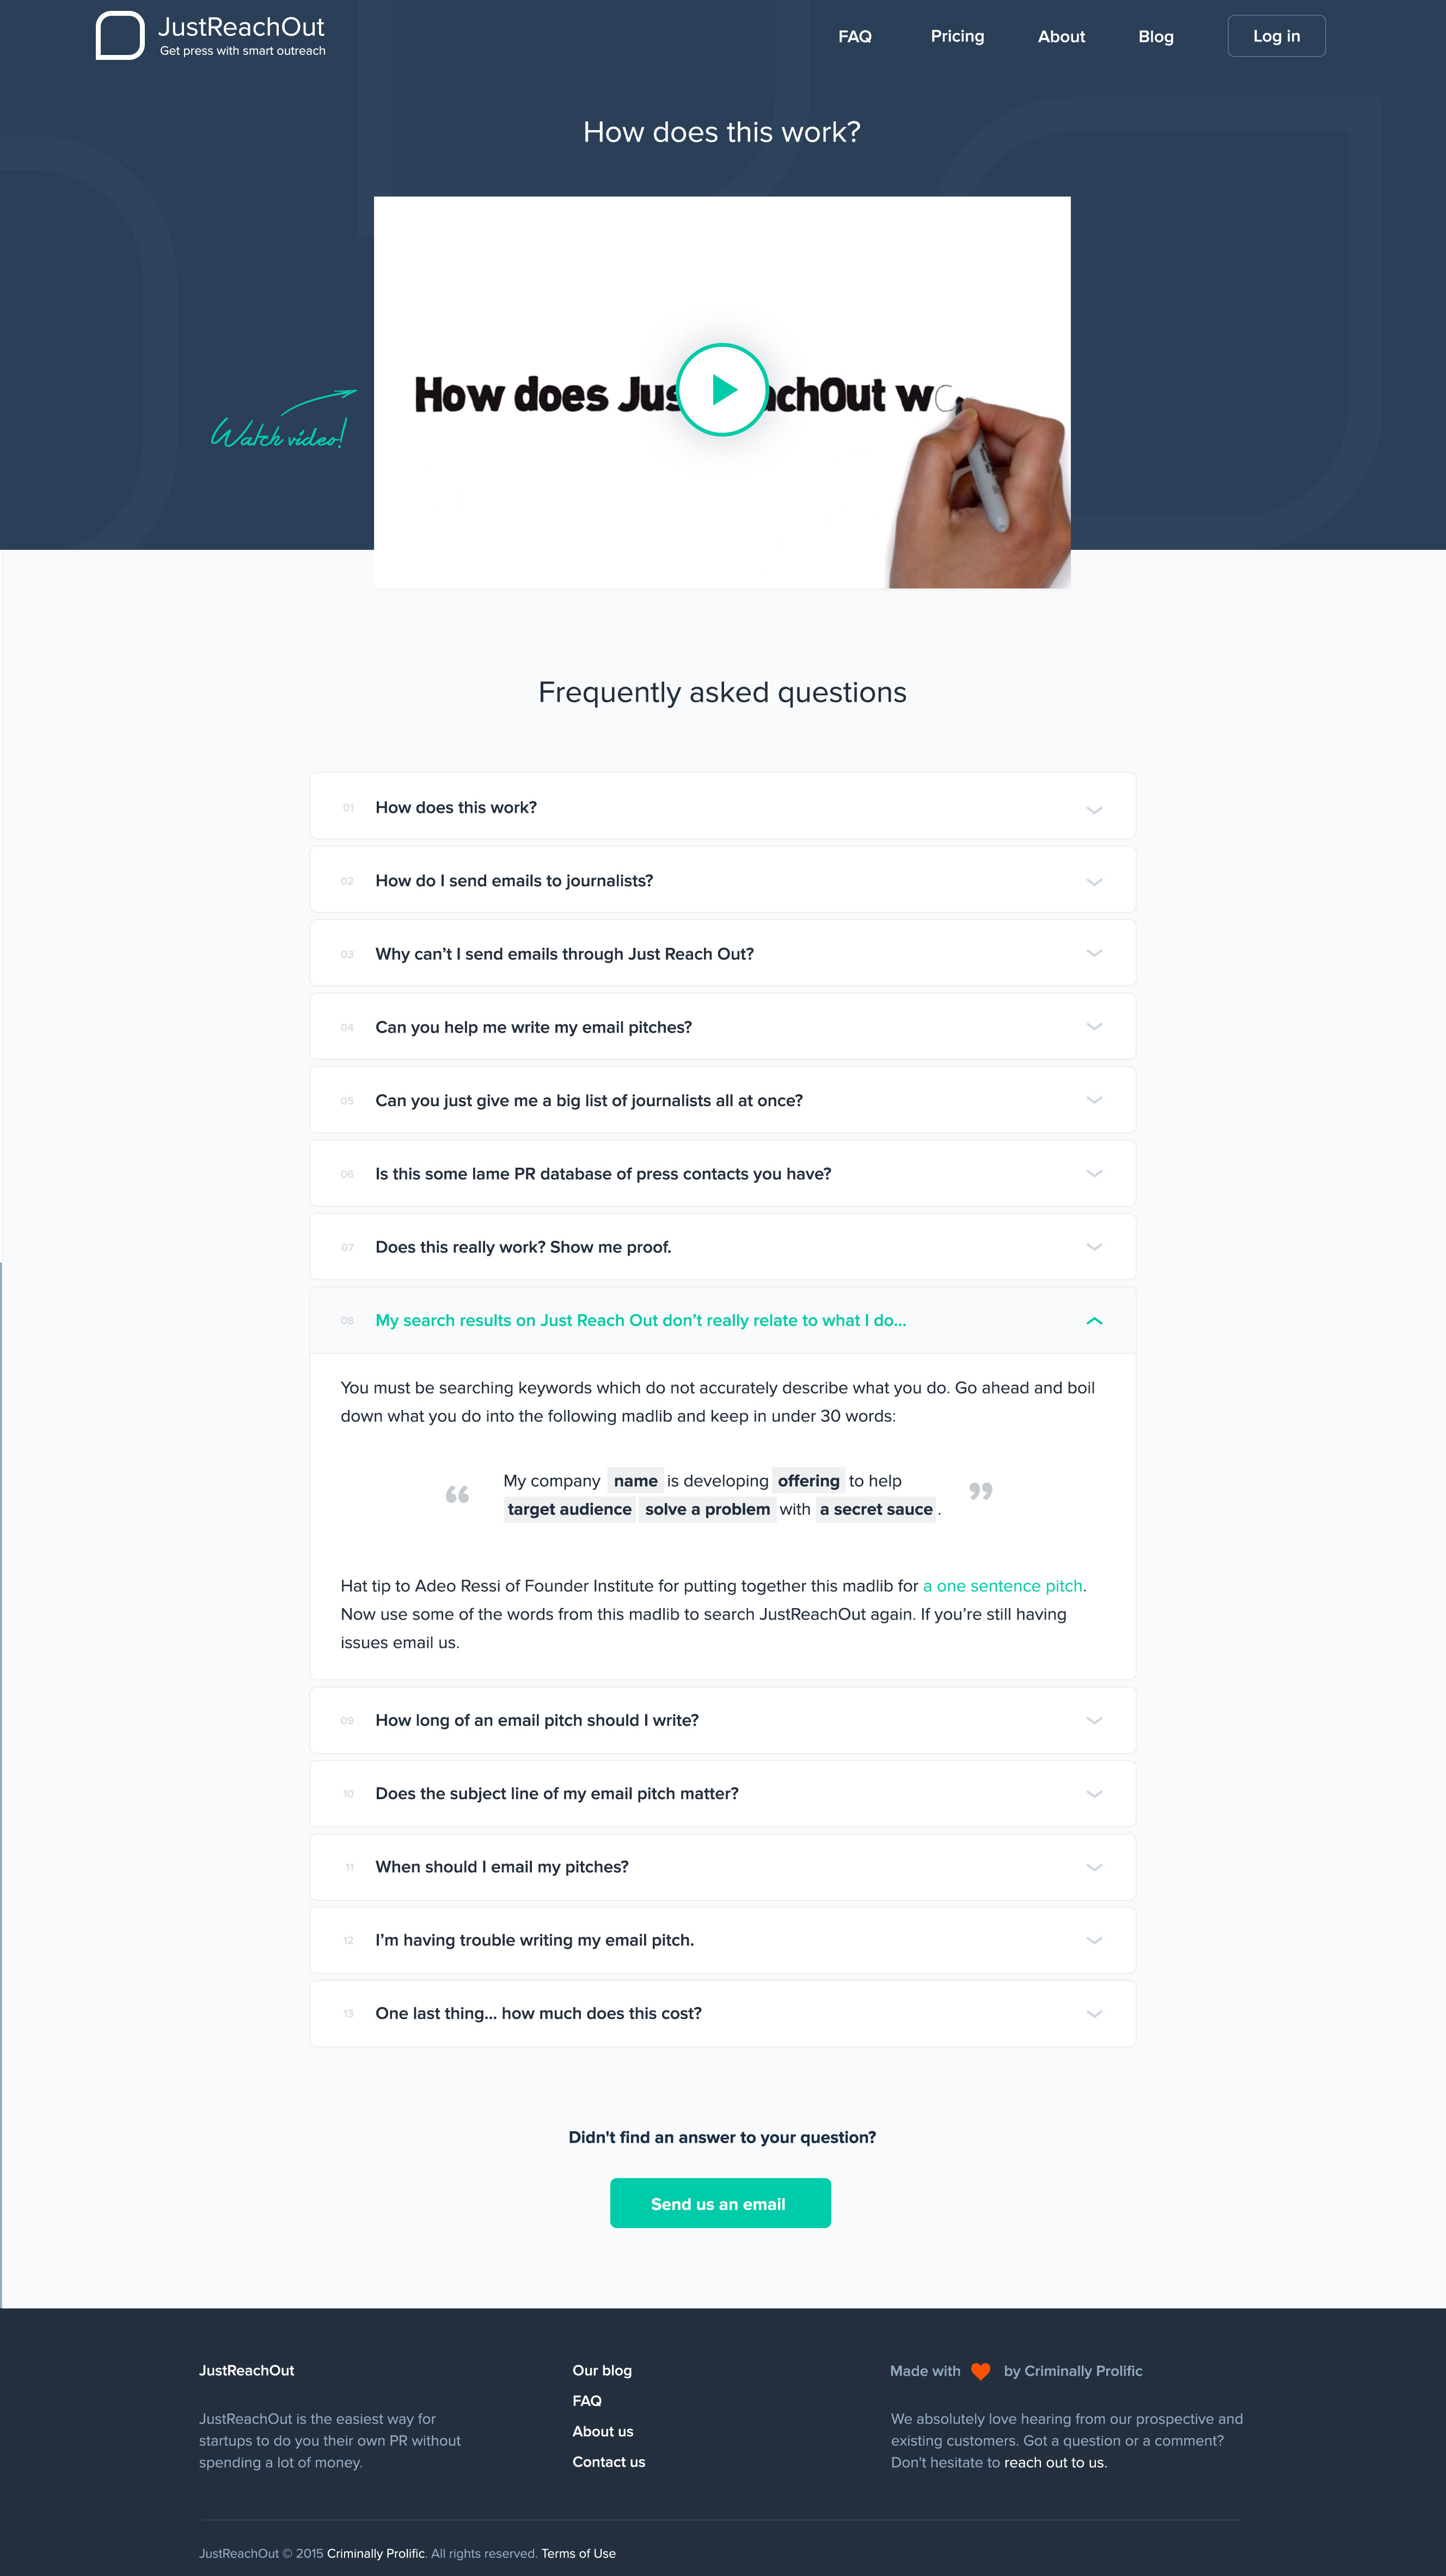 JustReachOut
Get press with smart outreach
FAQ
Pricing
About
Blog
Log in
How does this work?
How does Jus achOut wo
Watch video!
Frequently asked questions
01 How does this work?
02 How do I send emails to journalists?
03 Why can’t I send emails through Just Reach Out?
04 Can you help me write my email pitches?
05 Can you just give me a big list of journalists all at once?
06 Is this some lame PR database of press contacts you have?
07 Does this really work? Show me proof.
08 My search results on Just Reach Out don’t really relate to what I do...
You must be searching keywords which do not accurately describe what you do. Go ahead and boil
down what you do into the following madlib and keep in under 30 words:
“ My company name is developing offering to help ”
target audience solve a problem with a secret sauce .
Hat tip to Adeo Ressi of Founder Institute for putting together this madlib for a one sentence pitch.
Now use some of the words from this madlib to search JustReachOut again. If you’re still having
issues email us.
09 How long of an email pitch should I write?
10 Does the subject line of my email pitch matter?
11 When should I email my pitches?
12 I’m having trouble writing my email pitch.
13 One last thing... how much does this cost?
Didn't find an answer to your question?
Send us an email
JustReachOut
JustReachOut is the easiest way for
startups to do you their own PR without
spending a lot of money.
Our blog
FAQ
About us
Contact us
Made with by Criminally Prolific
We absolutely love hearing from our prospective and
existing customers. Got a question or a comment?
Don't hesitate to reach out to us.
JustReachOut © 2015 Criminally Prolific. All rights reserved. Terms of Use